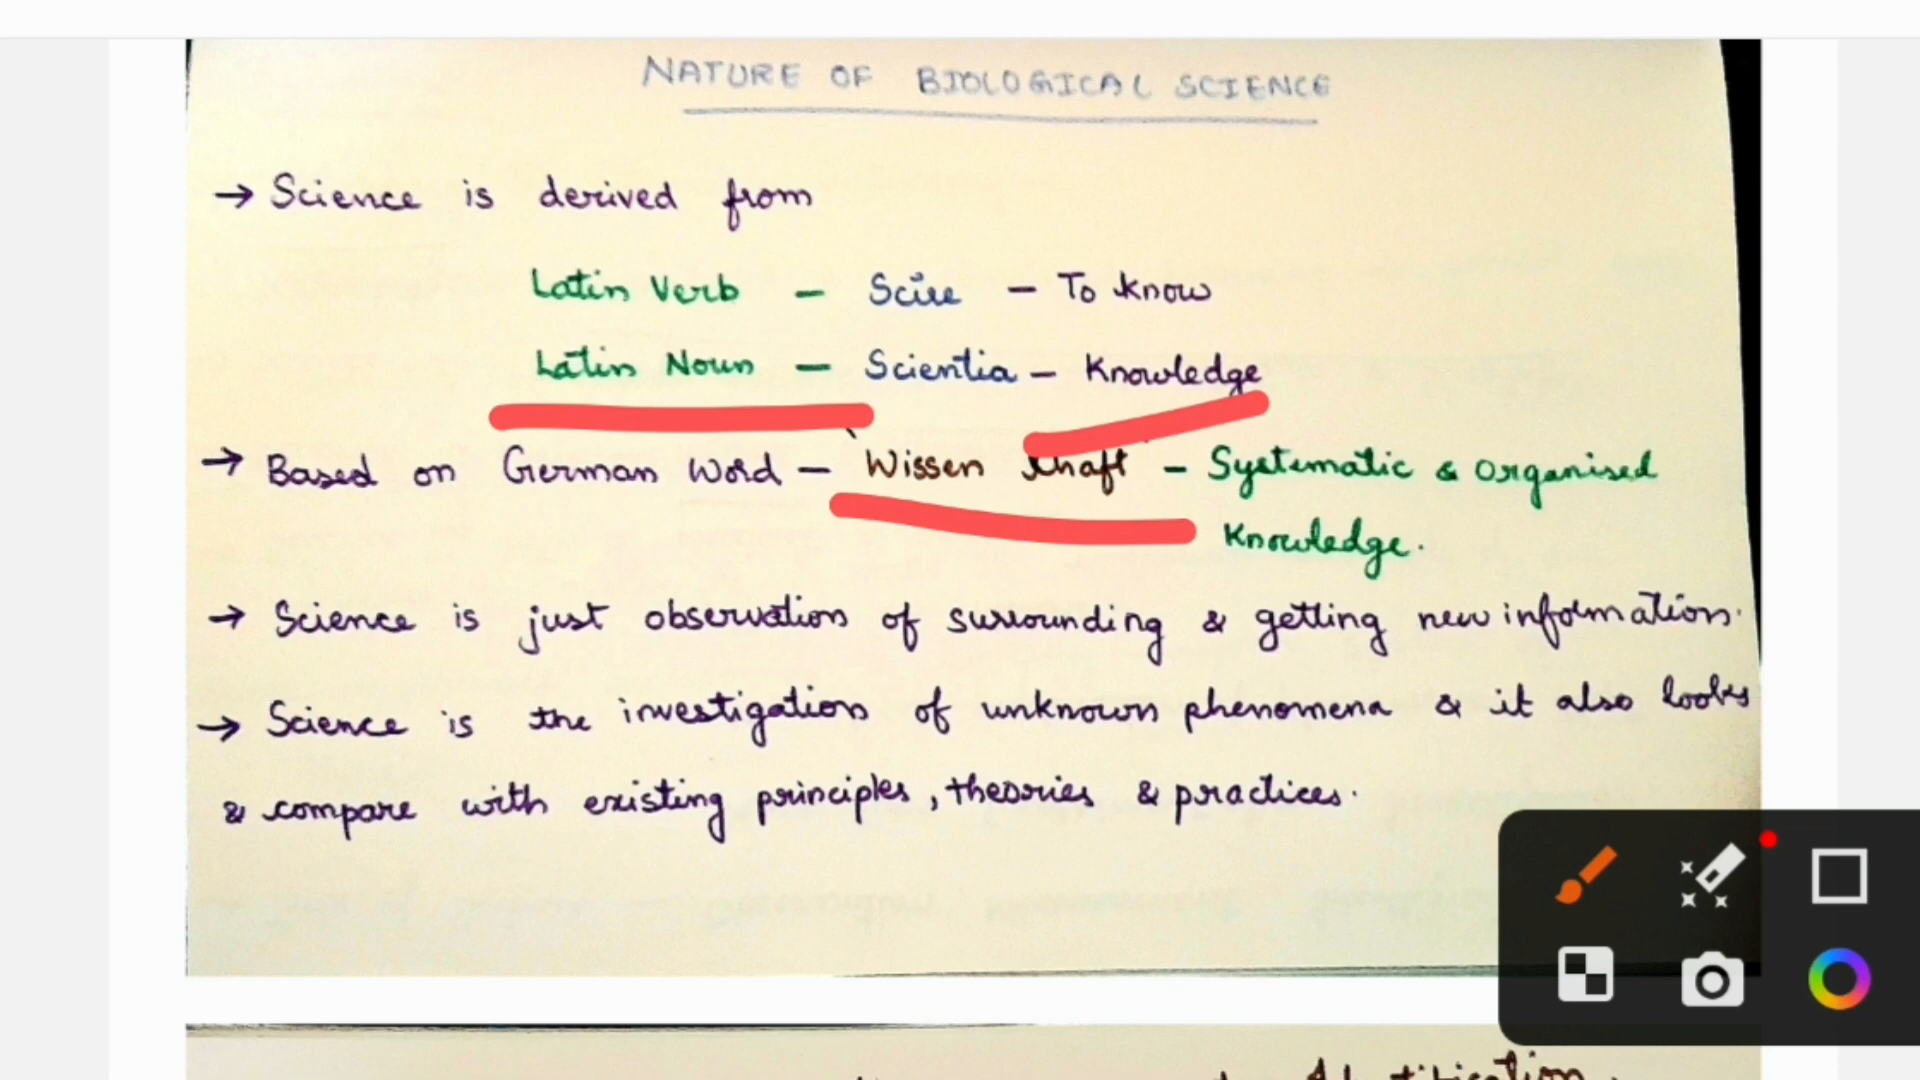 NATURE OF BIOLOGICAL SCIENCE
→ Science is derived from
Latin Verb – Scire – To know
Latin Noun – Scientia – Knowledge
→ Based on German Word – `Wissen – Systematic & Organised
Knowledge.
→ Science is just observation of surrounding & getting new information.
→ Science is the investigation of unknown phenomena & it also looks
& compare with existing principles, theories & practices.